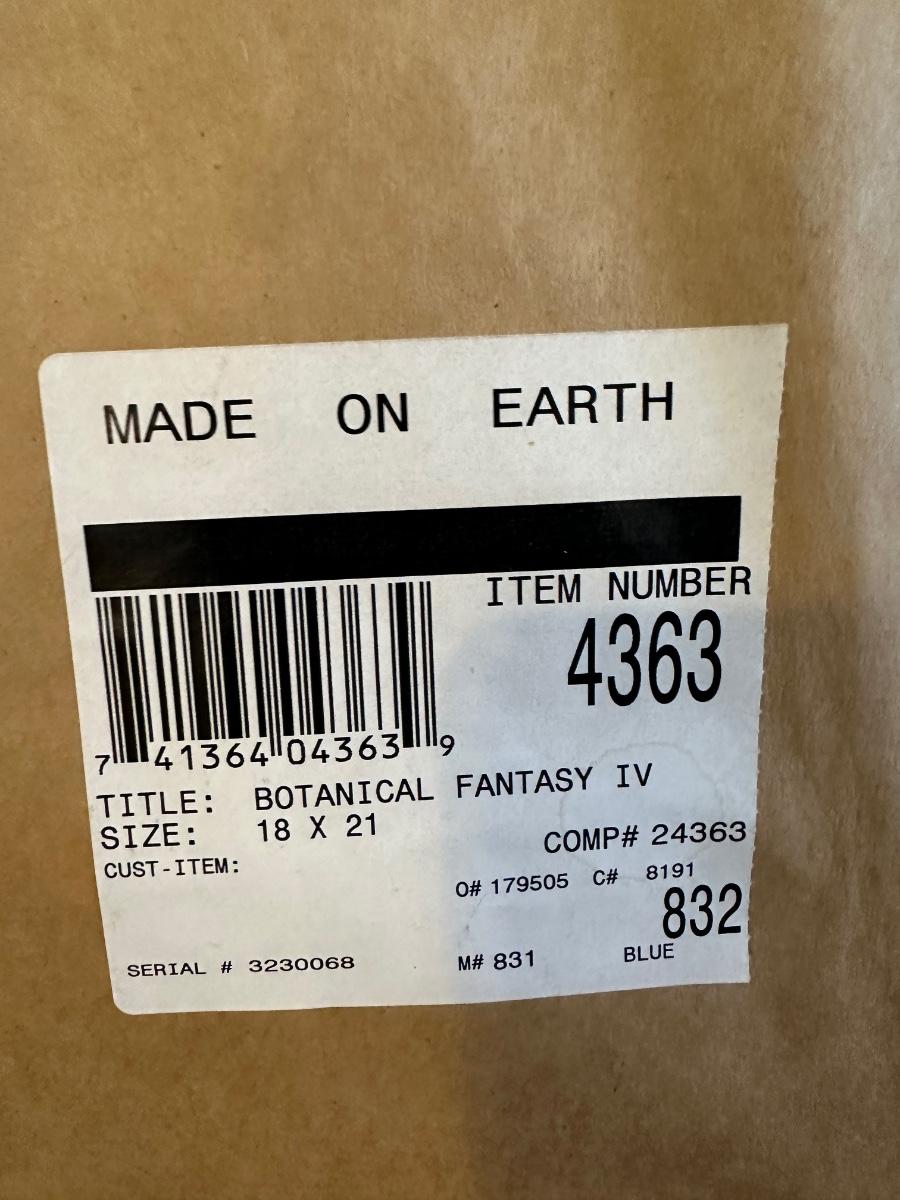 MADE ON EARTH
ITEM NUMBER
4363
7 41364 04363 9
TITLE: BOTANICAL FANTASY IV
SIZE: 18 X 21
COMP# 24363
CUST-ITEM:
O# 179505 C# 8191
832
SERIAL # 3230068 M# 831 BLUE